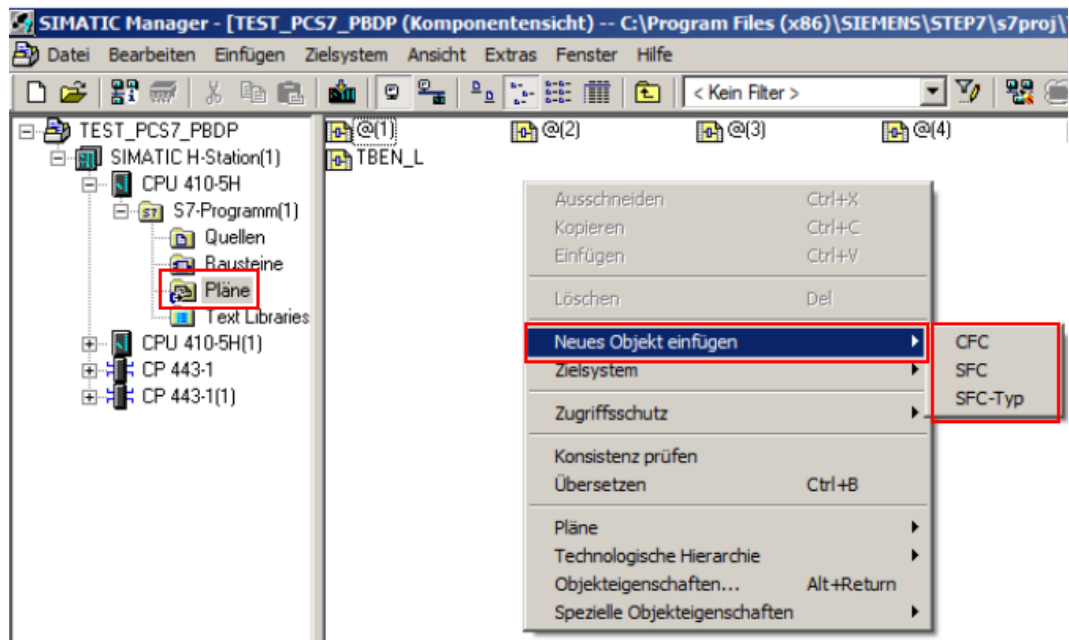 SIMATIC Manager - [TEST_PCS7_PBDP (Komponentensicht) -- C:\Program Files (x86)\SIEMENS\STEP7\s7proj\
Datei Bearbeiten Einfügen Zielsystem Ansicht Extras Fenster Hilfe
< Kein Filter >
TEST_PCS7_PBDP
SIMATIC H-Station(1)
CPU 410-5H
S7-Programm(1)
Quellen
Bausteine
Pläne
Text Libraries
CPU 410-5H(1)
CP 443-1
CP 443-1(1)
@(1) @(2) @(3) @(4)
TBEN_L
Ausschneiden Ctrl+X
Kopieren Ctrl+C
Einfügen Ctrl+V
Löschen Del
Neues Objekt einfügen
Zielsystem
Zugriffsschutz
Konsistenz prüfen
Übersetzen Ctrl+B
Pläne
Technologische Hierarchie
Objekteigenschaften... Alt+Return
Spezielle Objekteigenschaften
CFC
SFC
SFC-Typ